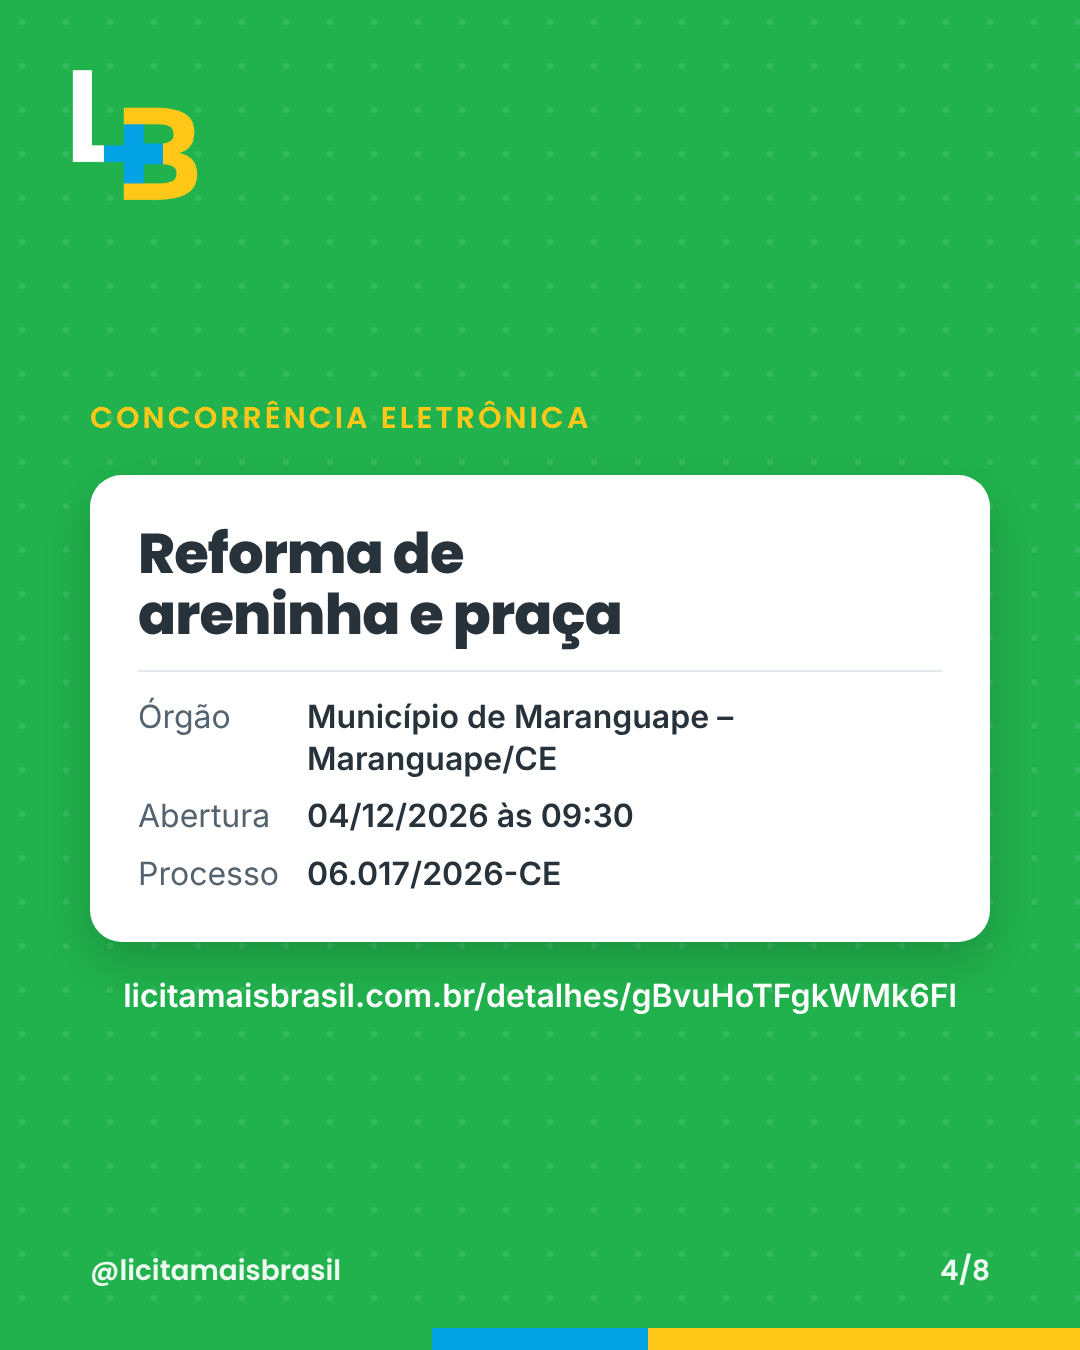 L+B
CONCORRÊNCIA ELETRÔNICA
Reforma de
areninha e praça
Órgão Município de Maranguape –
Maranguape/CE
Abertura 04/12/2026 às 09:30
Processo 06.017/2026-CE
licitamaisbrasil.com.br/detalhes/gBvuHoTFgkWMk6FI
@licitamaisbrasil 4/8